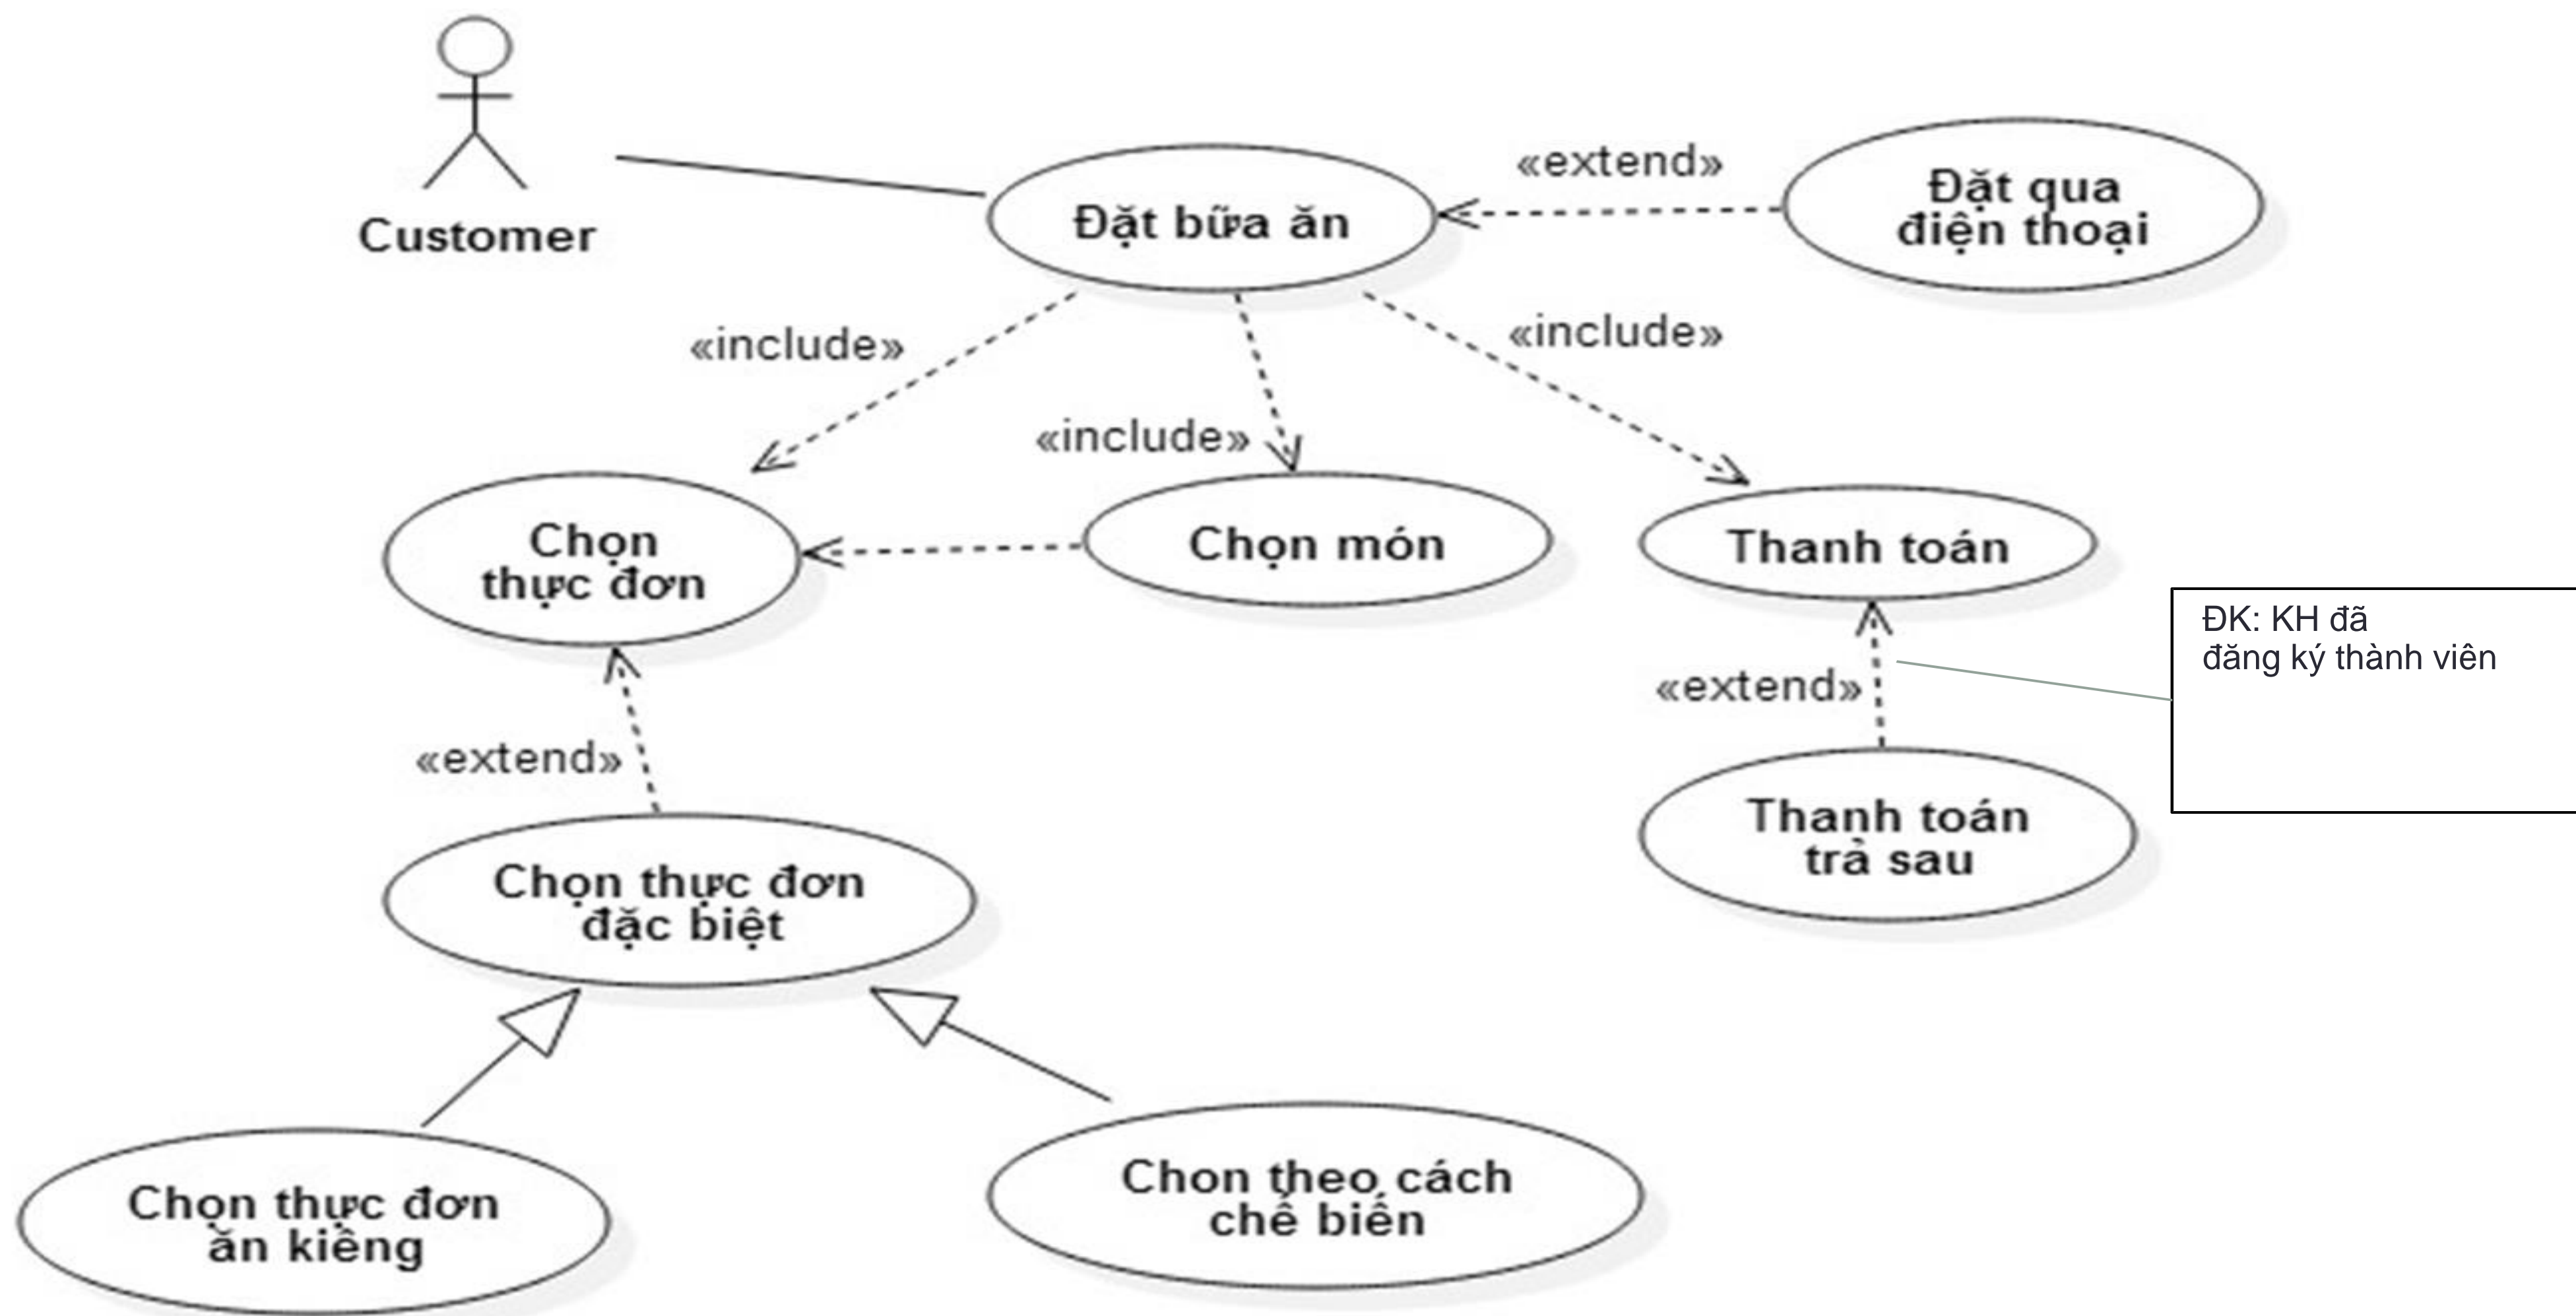 Customer
Đặt bữa ăn
«extend»
Đặt qua
điện thoại
«include»
«include»
«include»
Chọn
thực đơn
Chọn món
Thanh toán
ĐK: KH đã
đăng ký thành viên
«extend»
«extend»
Chọn thực đơn
đặc biệt
Thanh toán
trả sau
Chọn thực đơn
ăn kiêng
Chon theo cách
chế biến